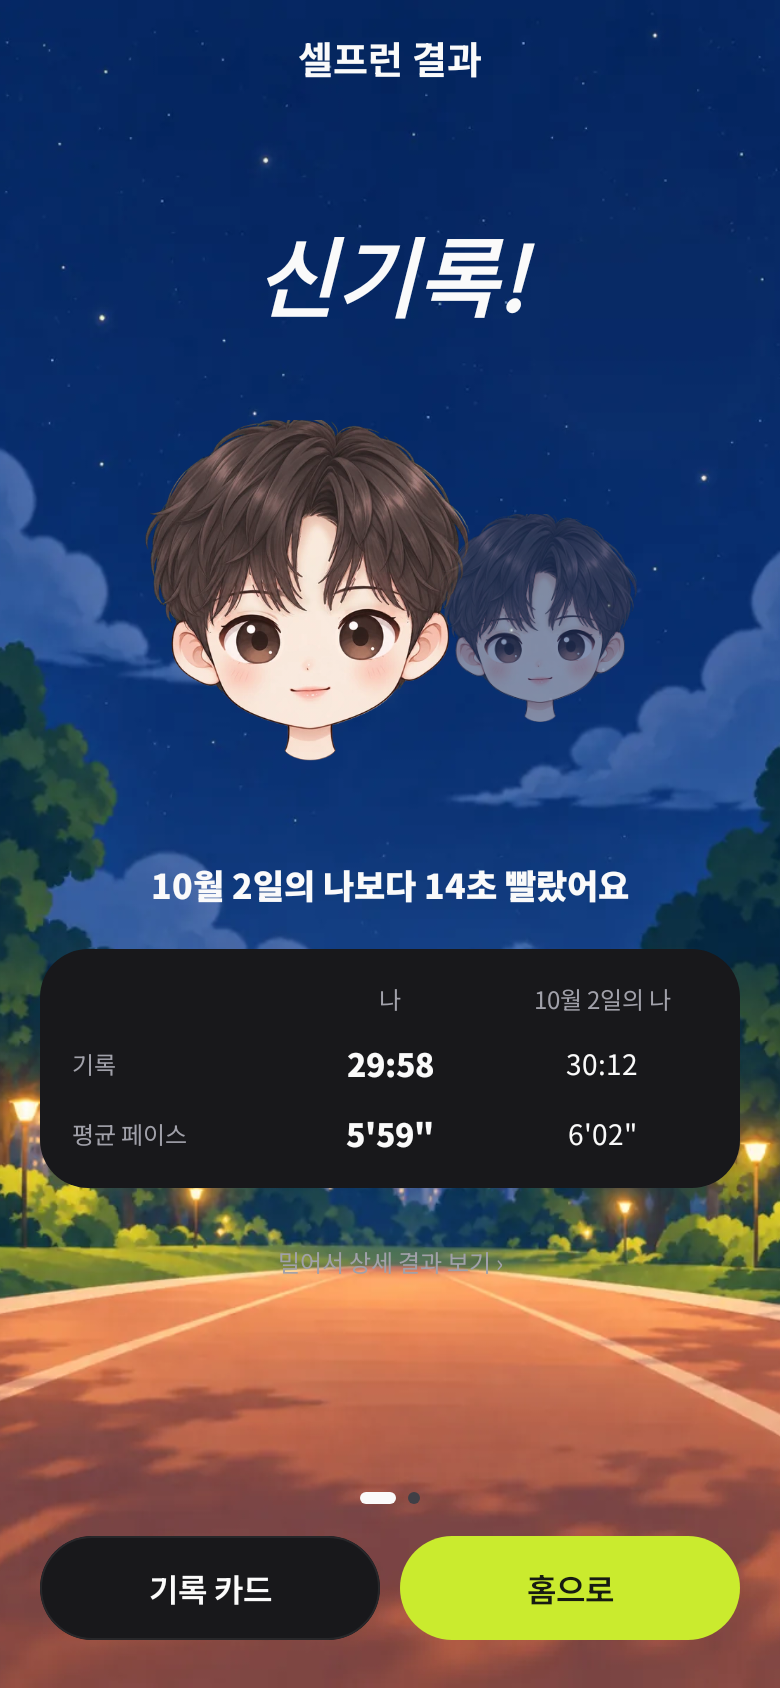 셀프런 결과
신기록!
10월 2일의 나보다 14초 빨랐어요
나 10월 2일의 나
기록 29:58 30:12
평균 페이스 5'59" 6'02"
밀어서 상세 결과 보기 ›
기록 카드 홈으로